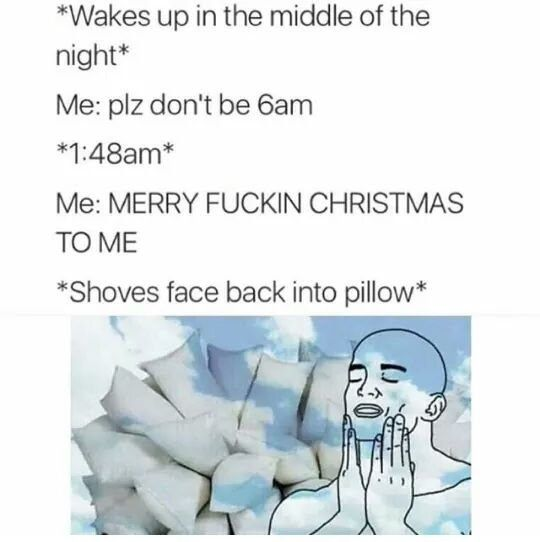 *Wakes up in the middle of the
night*
Me: plz don't be 6am
*1:48am*
Me: MERRY FUCKIN CHRISTMAS
TO ME
*Shoves face back into pillow*